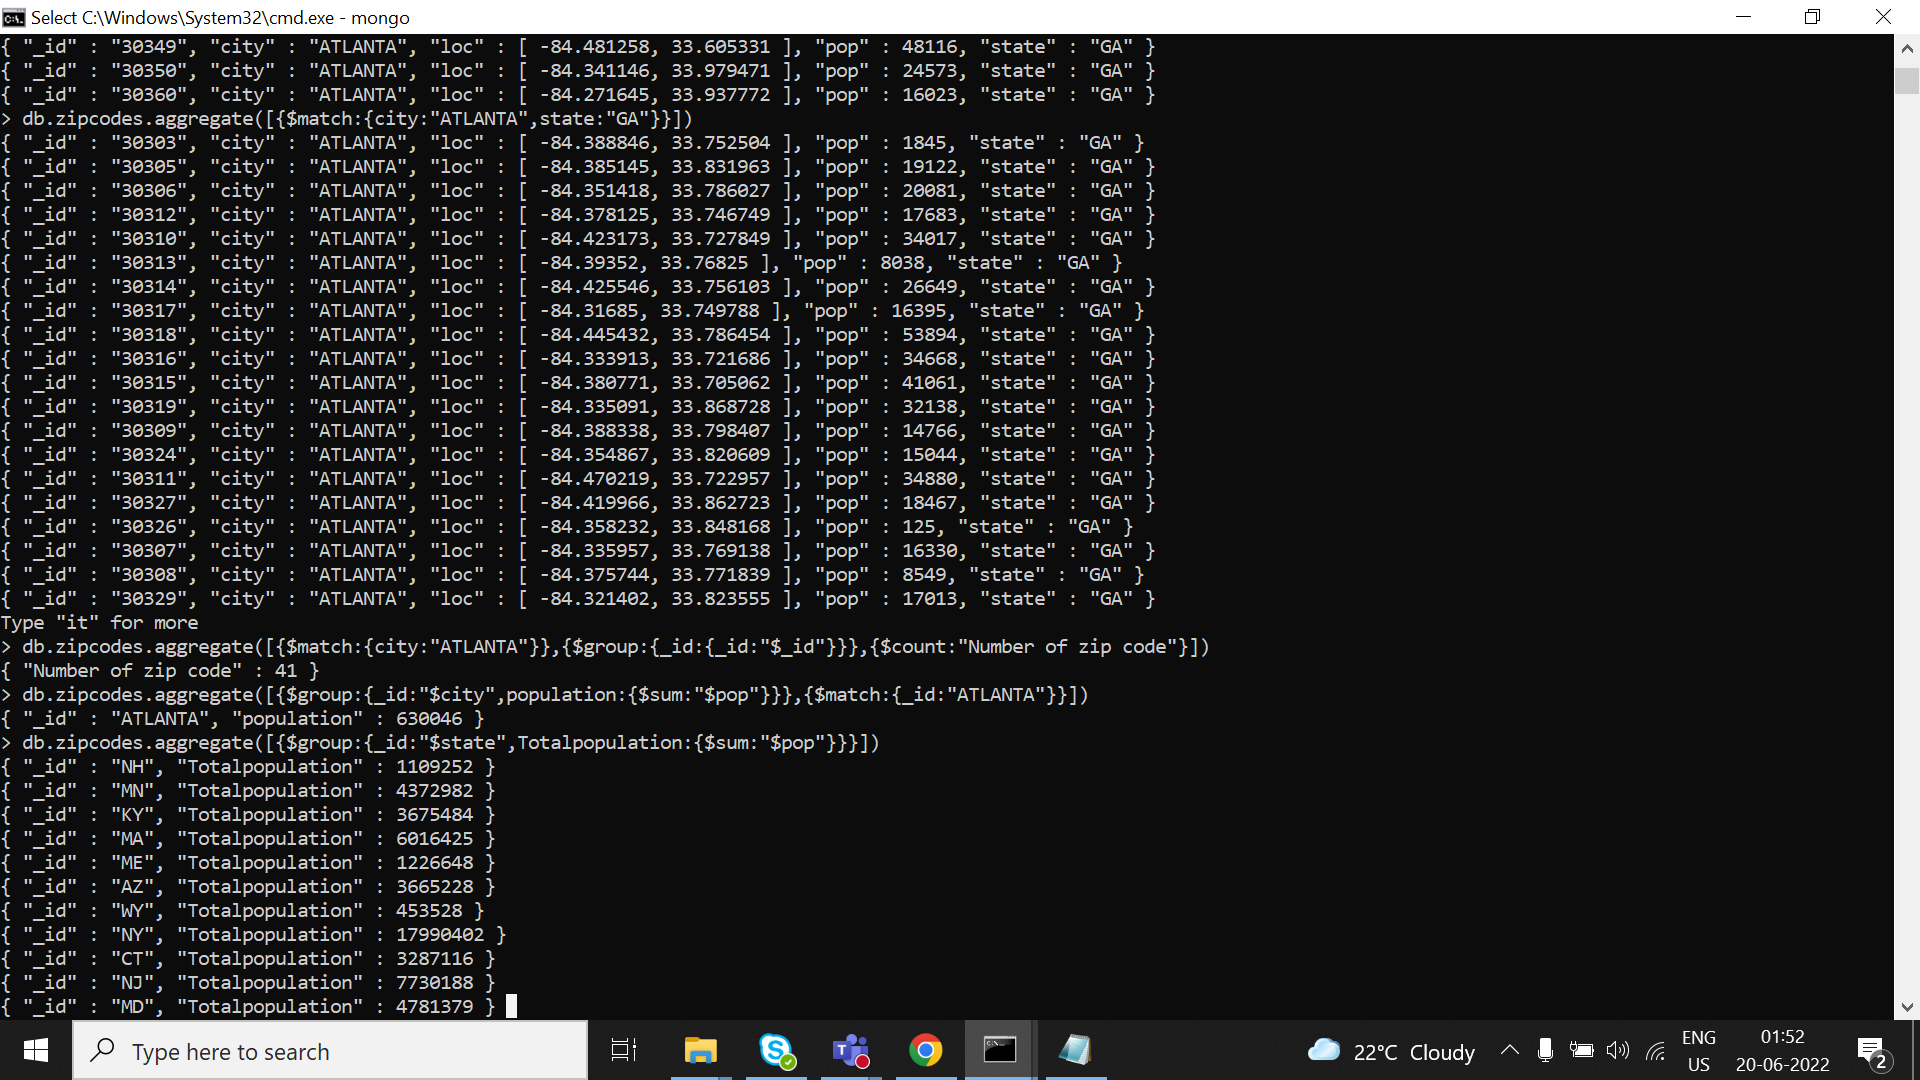 Select C:\Windows\System32\cmd.exe - mongo
{ "_id" : "30349", "city" : "ATLANTA", "loc" : [ -84.481258, 33.605331 ], "pop" : 48116, "state" : "GA" }
{ "_id" : "30350", "city" : "ATLANTA", "loc" : [ -84.341146, 33.979471 ], "pop" : 24573, "state" : "GA" }
{ "_id" : "30360", "city" : "ATLANTA", "loc" : [ -84.271645, 33.937772 ], "pop" : 16023, "state" : "GA" }
> db.zipcodes.aggregate([{$match:{city:"ATLANTA",state:"GA"}}])
{ "_id" : "30303", "city" : "ATLANTA", "loc" : [ -84.388846, 33.752504 ], "pop" : 1845, "state" : "GA" }
{ "_id" : "30305", "city" : "ATLANTA", "loc" : [ -84.385145, 33.831963 ], "pop" : 19122, "state" : "GA" }
{ "_id" : "30306", "city" : "ATLANTA", "loc" : [ -84.351418, 33.786027 ], "pop" : 20081, "state" : "GA" }
{ "_id" : "30312", "city" : "ATLANTA", "loc" : [ -84.378125, 33.746749 ], "pop" : 17683, "state" : "GA" }
{ "_id" : "30310", "city" : "ATLANTA", "loc" : [ -84.423173, 33.727849 ], "pop" : 34017, "state" : "GA" }
{ "_id" : "30313", "city" : "ATLANTA", "loc" : [ -84.39352, 33.76825 ], "pop" : 8038, "state" : "GA" }
{ "_id" : "30314", "city" : "ATLANTA", "loc" : [ -84.425546, 33.756103 ], "pop" : 26649, "state" : "GA" }
{ "_id" : "30317", "city" : "ATLANTA", "loc" : [ -84.31685, 33.749788 ], "pop" : 16395, "state" : "GA" }
{ "_id" : "30318", "city" : "ATLANTA", "loc" : [ -84.445432, 33.786454 ], "pop" : 53894, "state" : "GA" }
{ "_id" : "30316", "city" : "ATLANTA", "loc" : [ -84.333913, 33.721686 ], "pop" : 34668, "state" : "GA" }
{ "_id" : "30315", "city" : "ATLANTA", "loc" : [ -84.380771, 33.705062 ], "pop" : 41061, "state" : "GA" }
{ "_id" : "30319", "city" : "ATLANTA", "loc" : [ -84.335091, 33.868728 ], "pop" : 32138, "state" : "GA" }
{ "_id" : "30309", "city" : "ATLANTA", "loc" : [ -84.388338, 33.798407 ], "pop" : 14766, "state" : "GA" }
{ "_id" : "30324", "city" : "ATLANTA", "loc" : [ -84.354867, 33.820609 ], "pop" : 15044, "state" : "GA" }
{ "_id" : "30311", "city" : "ATLANTA", "loc" : [ -84.470219, 33.722957 ], "pop" : 34880, "state" : "GA" }
{ "_id" : "30327", "city" : "ATLANTA", "loc" : [ -84.419966, 33.862723 ], "pop" : 18467, "state" : "GA" }
{ "_id" : "30326", "city" : "ATLANTA", "loc" : [ -84.358232, 33.848168 ], "pop" : 125, "state" : "GA" }
{ "_id" : "30307", "city" : "ATLANTA", "loc" : [ -84.335957, 33.769138 ], "pop" : 16330, "state" : "GA" }
{ "_id" : "30308", "city" : "ATLANTA", "loc" : [ -84.375744, 33.771839 ], "pop" : 8549, "state" : "GA" }
{ "_id" : "30329", "city" : "ATLANTA", "loc" : [ -84.321402, 33.823555 ], "pop" : 17013, "state" : "GA" }
Type "it" for more
> db.zipcodes.aggregate([{$match:{city:"ATLANTA"}},{$group:{_id:{_id:"$_id"}}},{$count:"Number of zip code"}])
{ "Number of zip code" : 41 }
> db.zipcodes.aggregate([{$group:{_id:"$city",population:{$sum:"$pop"}}},{$match:{_id:"ATLANTA"}}])
{ "_id" : "ATLANTA", "population" : 630046 }
> db.zipcodes.aggregate([{$group:{_id:"$state",Totalpopulation:{$sum:"$pop"}}}])
{ "_id" : "NH", "Totalpopulation" : 1109252 }
{ "_id" : "MN", "Totalpopulation" : 4372982 }
{ "_id" : "KY", "Totalpopulation" : 3675484 }
{ "_id" : "MA", "Totalpopulation" : 6016425 }
{ "_id" : "ME", "Totalpopulation" : 1226648 }
{ "_id" : "AZ", "Totalpopulation" : 3665228 }
{ "_id" : "WY", "Totalpopulation" : 453528 }
{ "_id" : "NY", "Totalpopulation" : 17990402 }
{ "_id" : "CT", "Totalpopulation" : 3287116 }
{ "_id" : "NJ", "Totalpopulation" : 7730188 }
{ "_id" : "MD", "Totalpopulation" : 4781379 }
Type here to search
22°C Cloudy
ENG
US
01:52
20-06-2022
2